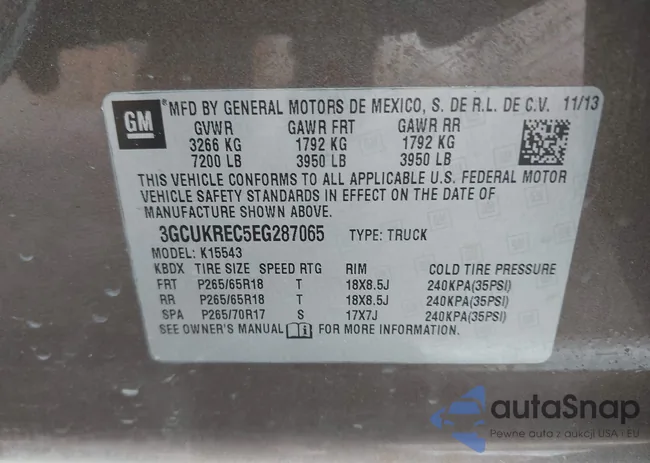 GM
®MFD BY GENERAL MOTORS DE MEXICO, S. DE R.L. DE C.V. 11/13
GVWR GAWR FRT GAWR RR
3266 KG 1792 KG 1792 KG
7200 LB 3950 LB 3950 LB
THIS VEHICLE CONFORMS TO ALL APPLICABLE U.S. FEDERAL MOTOR
VEHICLE SAFETY STANDARDS IN EFFECT ON THE DATE OF
MANUFACTURE SHOWN ABOVE.
3GCUKREC5EG287065 TYPE: TRUCK
MODEL: K15543
KBDX TIRE SIZE SPEED RTG RIM COLD TIRE PRESSURE
FRT P265/65R18 T 18X8.5J 240KPA(35PSI)
RR P265/65R18 T 18X8.5J 240KPA(35PSI)
SPA P265/70R17 S 17X7J 240KPA(35PSI)
SEE OWNER'S MANUAL FOR MORE INFORMATION.
autaSnap
Pewne auta z aukcji USA i EU